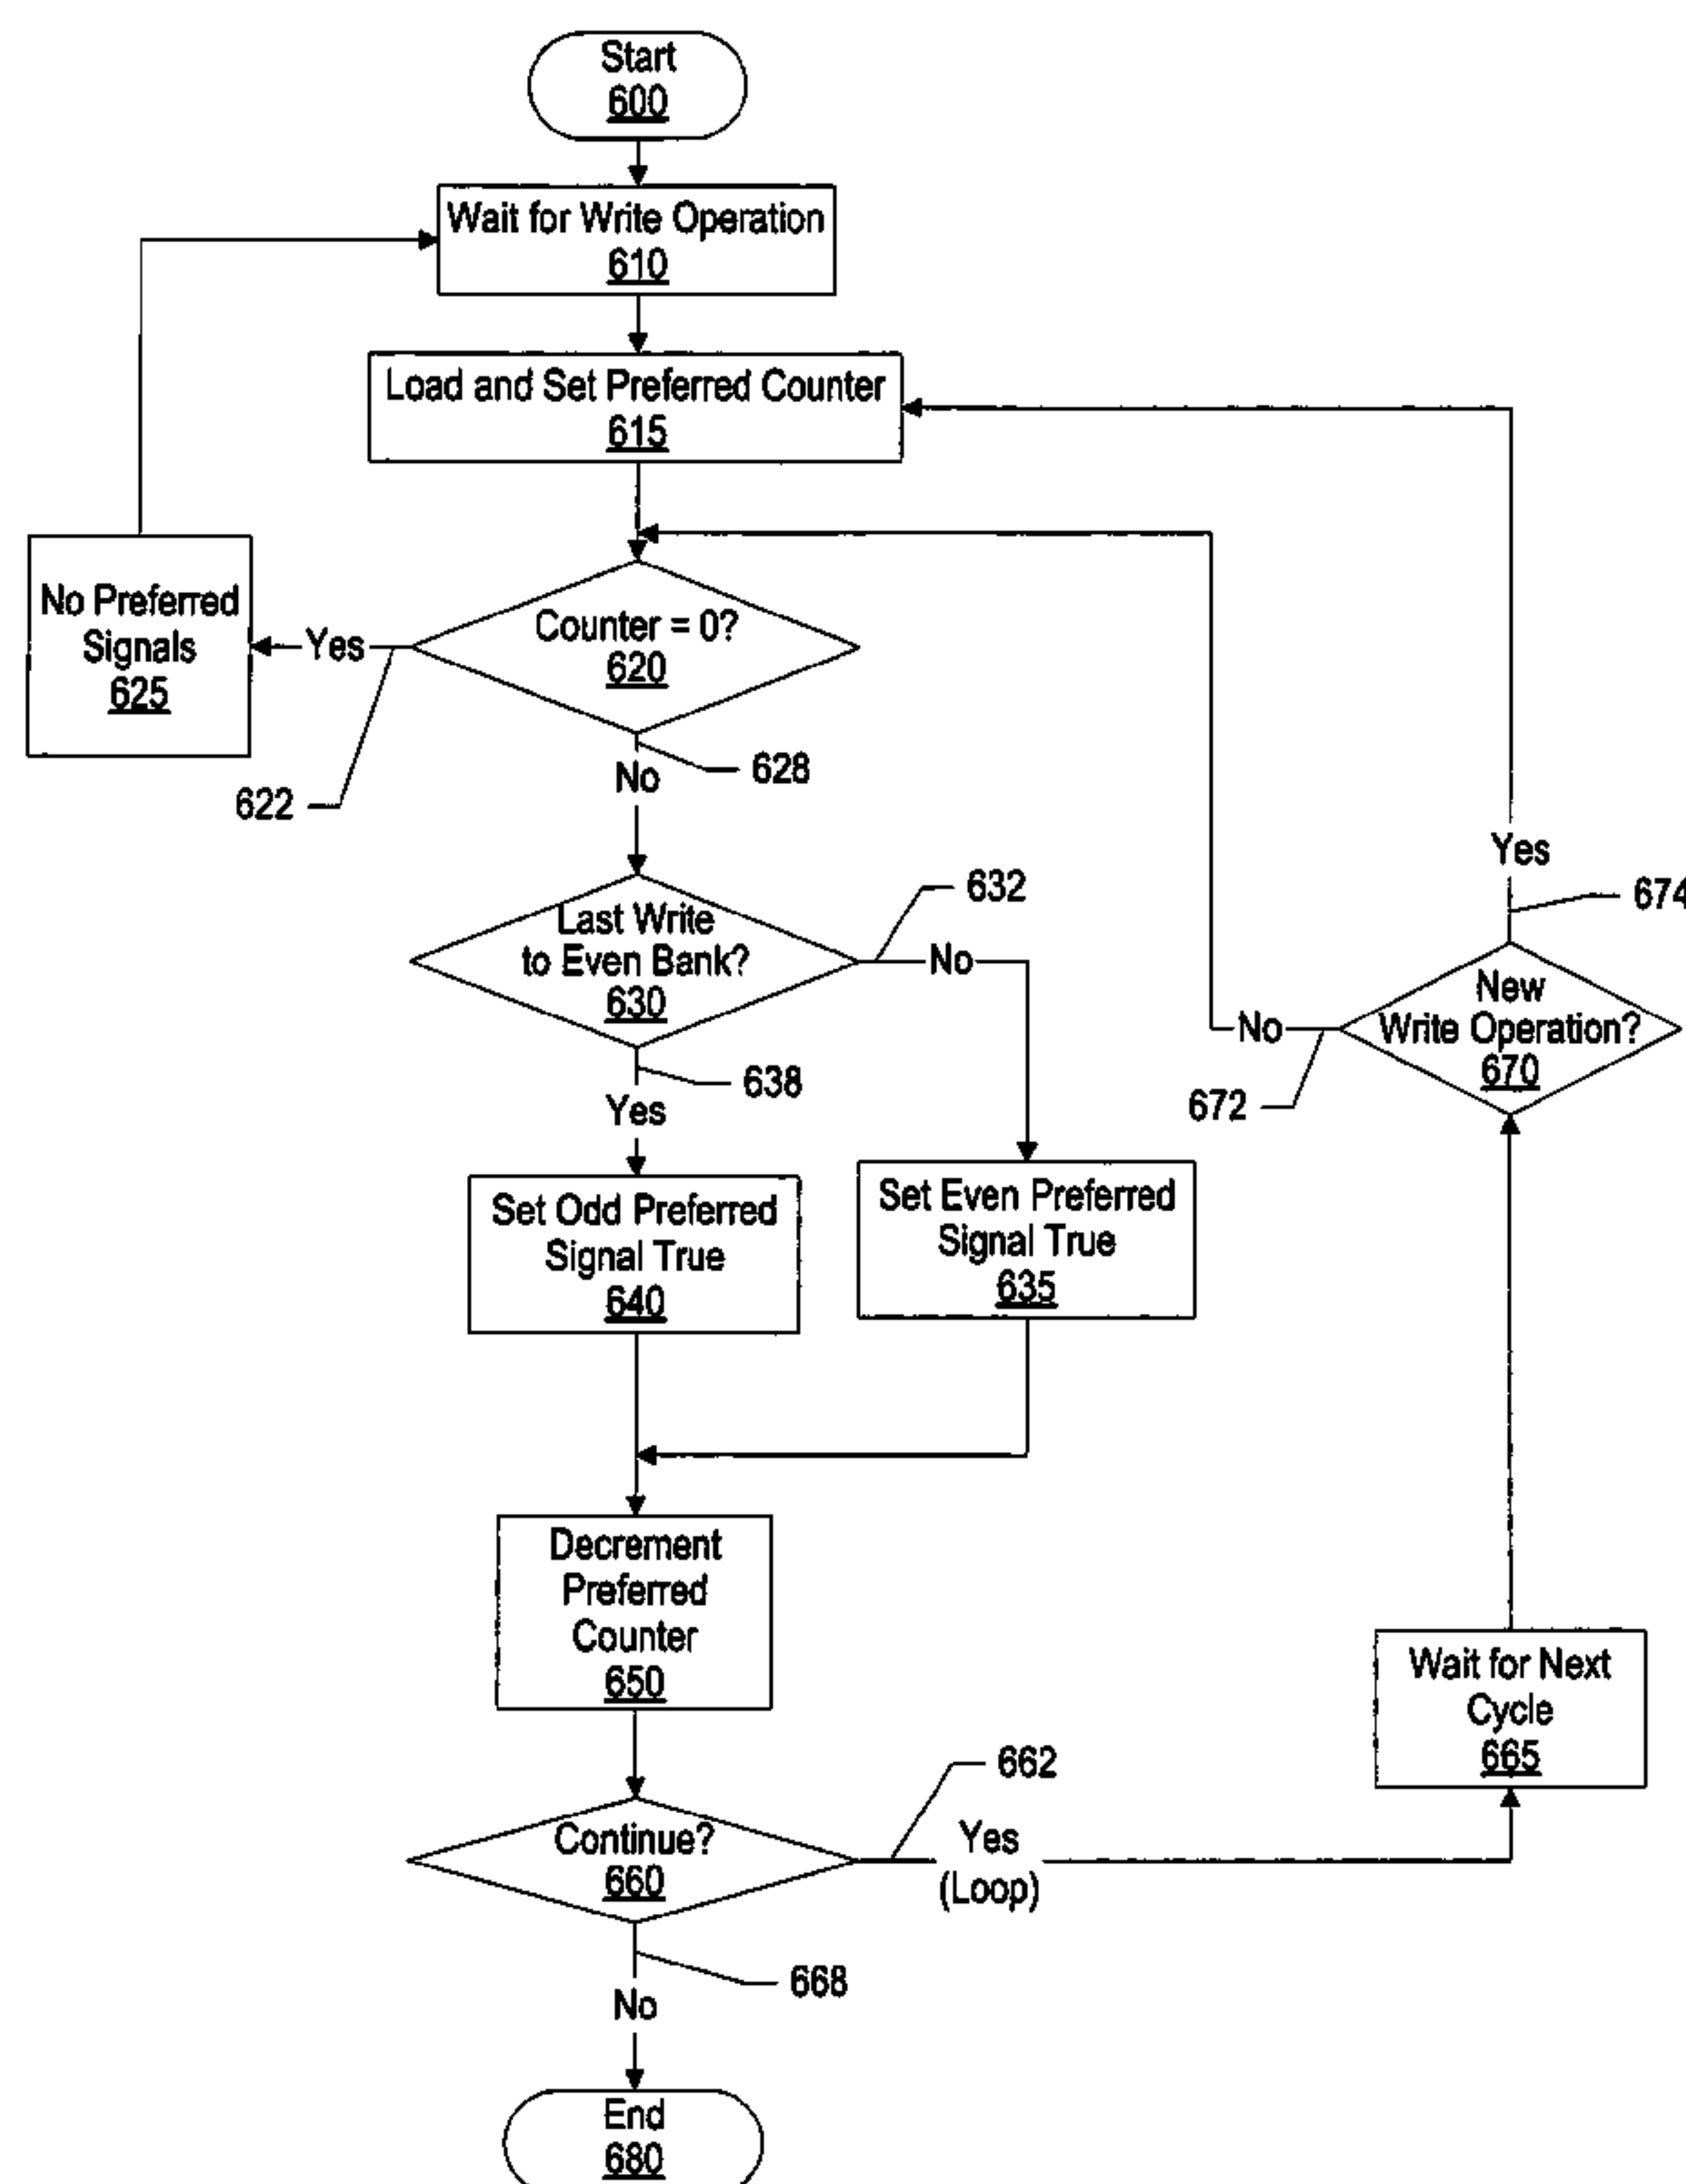 Start
600
Wait for Write Operation
610
Load and Set Preferred Counter
615
Counter = 0?
620
Yes
622
No Preferred
Signals
625
No
628
Last Write
to Even Bank?
630
No
632
Yes
638
Set Odd Preferred
Signal True
640
Set Even Preferred
Signal True
635
Decrement
Preferred
Counter
650
Continue?
660
Yes
(Loop)
662
No
668
End
680
Wait for Next
Cycle
665
New
Write Operation?
670
No
672
Yes
674